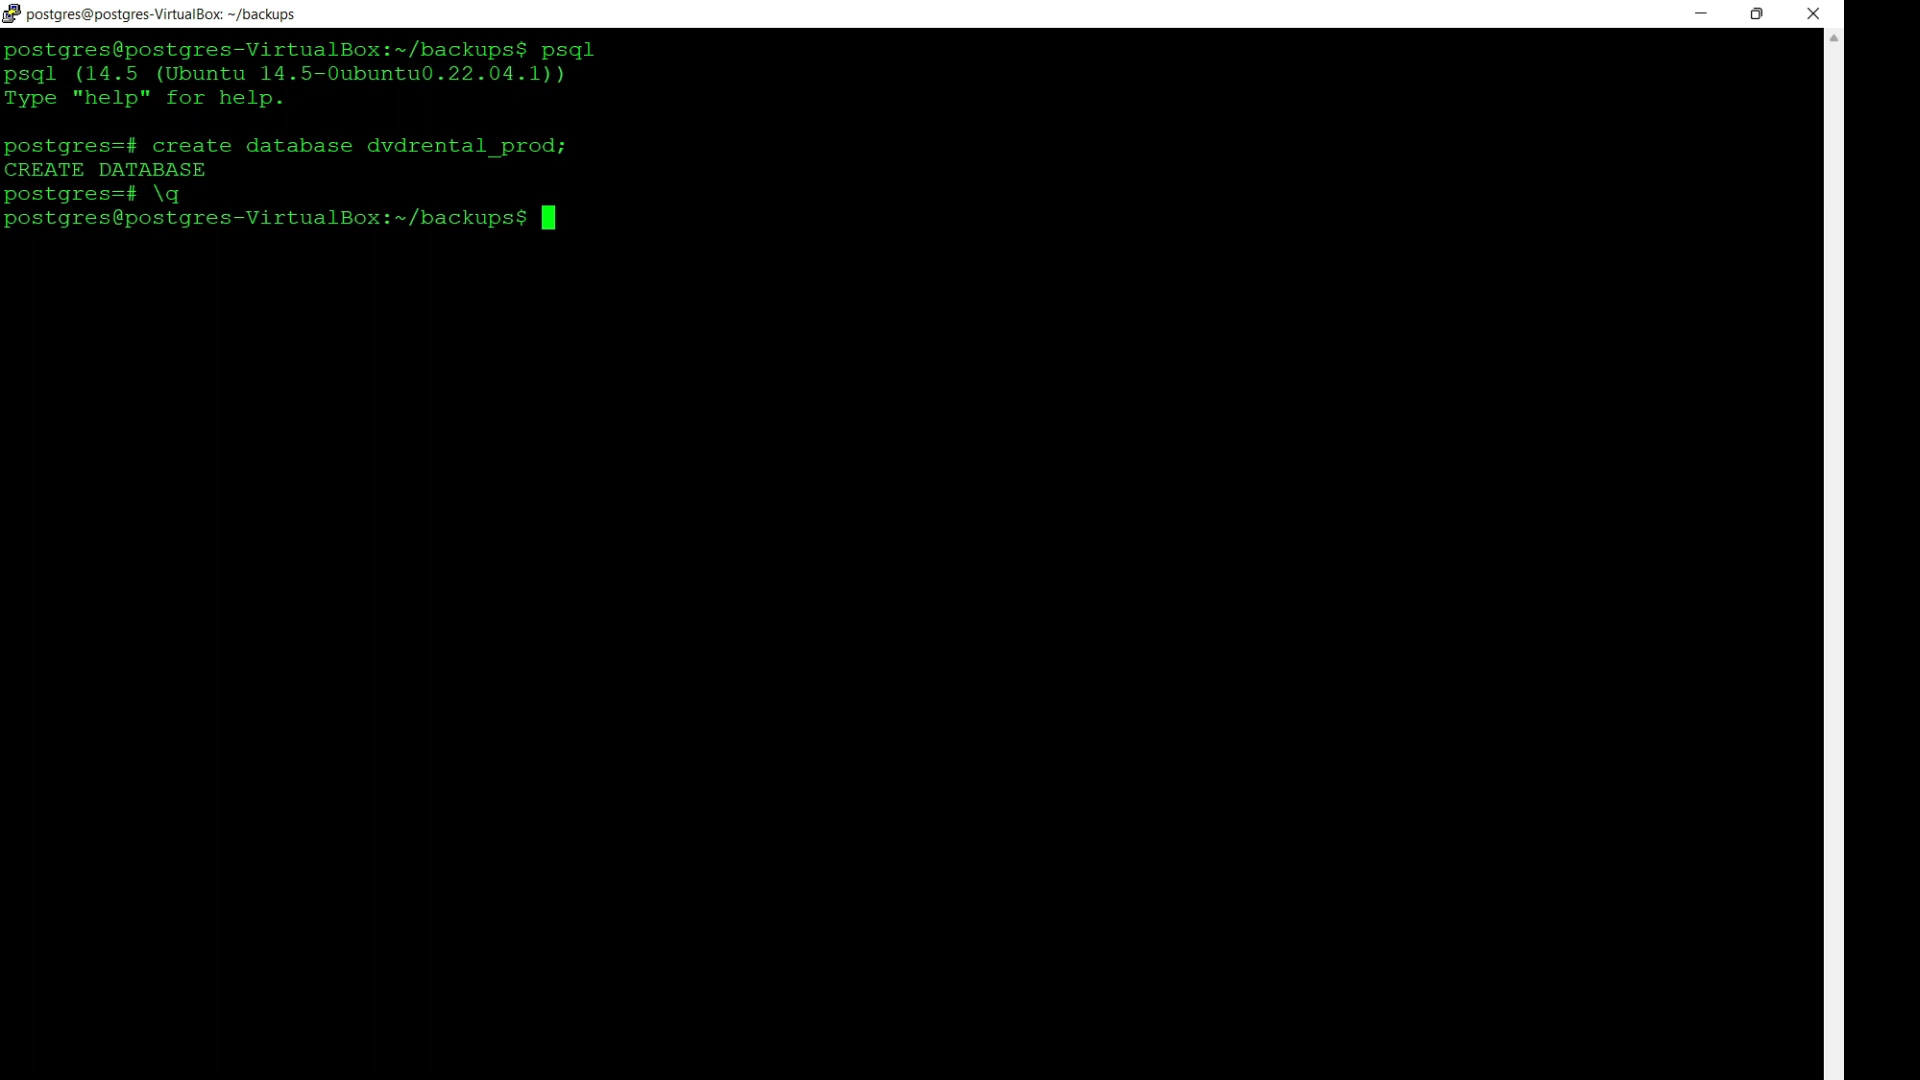 postgres@postgres-VirtualBox: ~/backups
postgres@postgres-VirtualBox:~/backups$ psql
psql (14.5 (Ubuntu 14.5-0ubuntu0.22.04.1))
Type "help" for help.
postgres=# create database dvdrental_prod;
CREATE DATABASE
postgres=# \q
postgres@postgres-VirtualBox:~/backups$